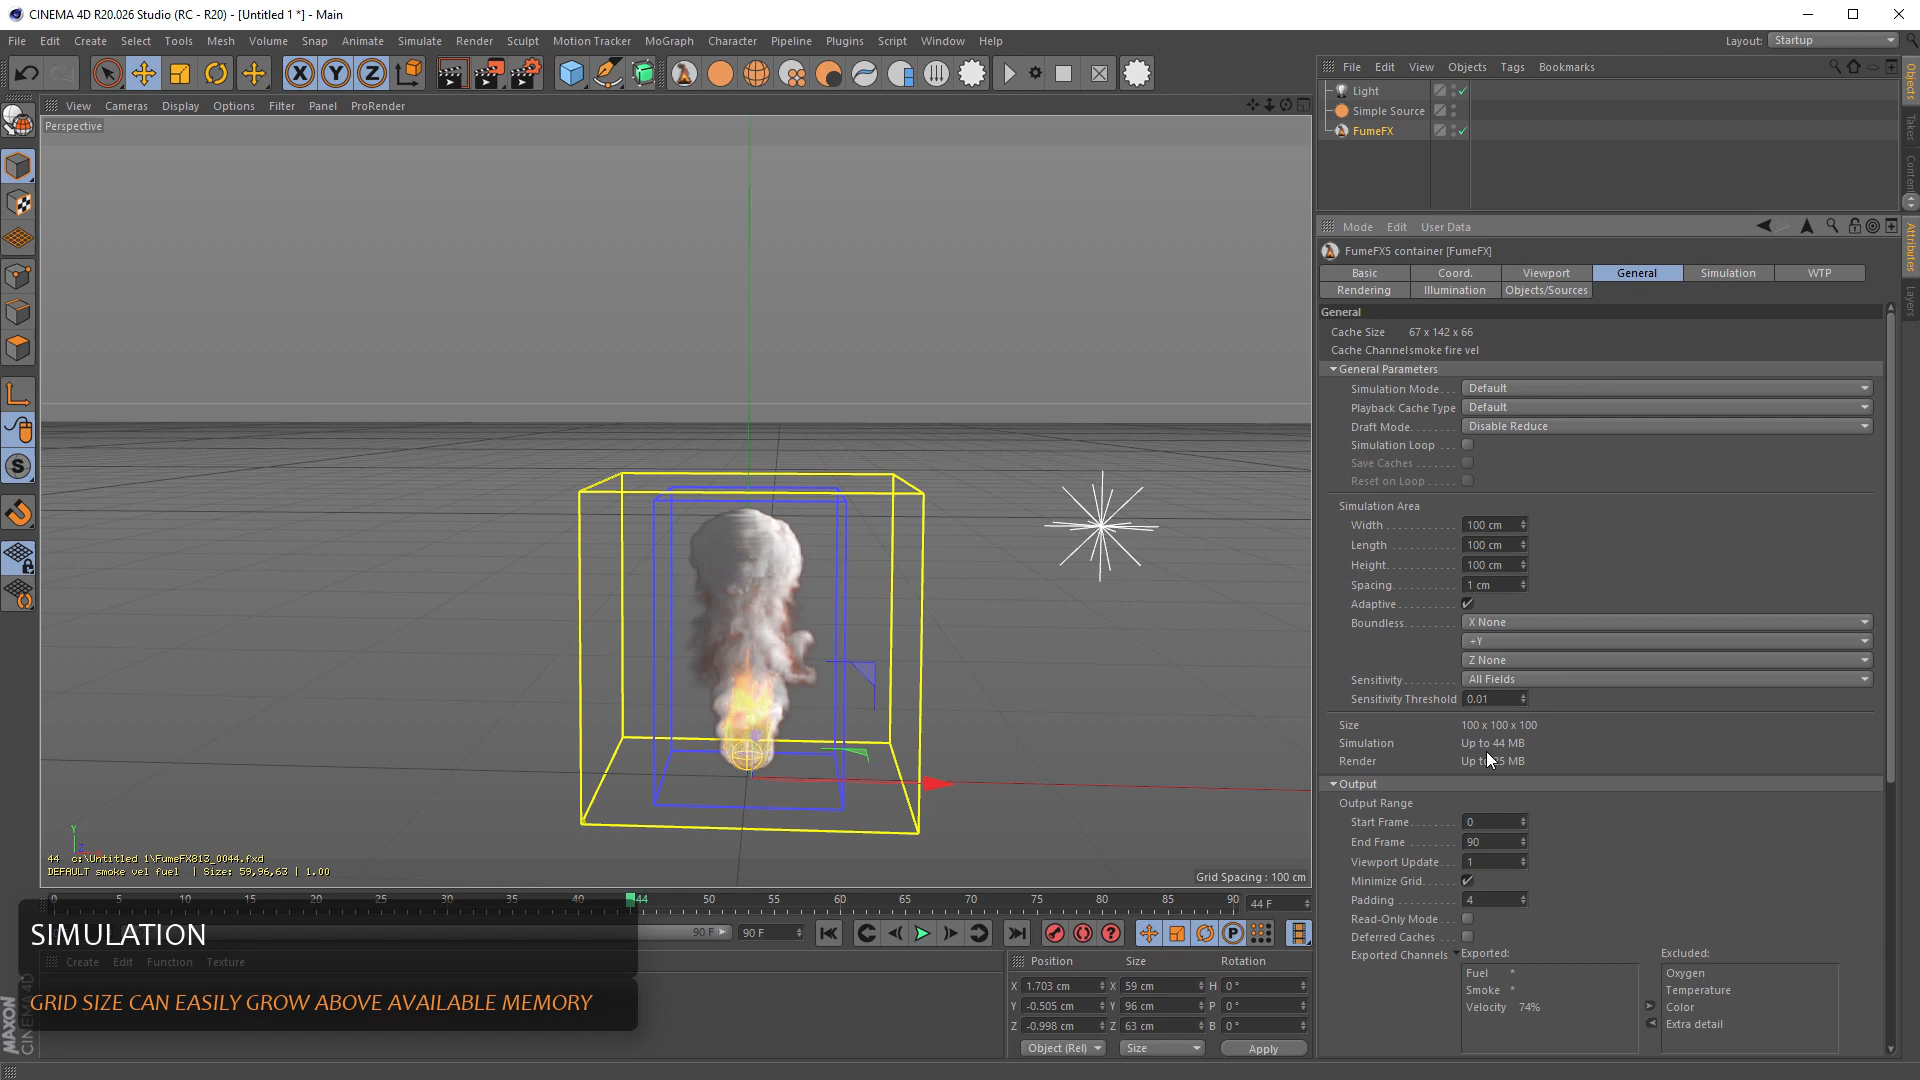 CINEMA 4D R20.026 Studio (RC - R20) - [Untitled 1 *] - Main
File Edit Create Select Tools Mesh Volume Snap Animate Simulate Render Sculpt Motion Tracker MoGraph Character Pipeline Plugins Script Window Help
Layout: Startup
X Y Z
File Edit View Objects Tags Bookmarks
Light
Simple Source
FumeFX
Objects
Takes
Content
View Cameras Display Options Filter Panel ProRender
Perspective
Mode Edit User Data
Attributes
Layers
FumeFX5 container [FumeFX]
Basic Coord. Viewport General Simulation WTP
Rendering Illumination Objects/Sources
General
Cache Size 67 x 142 x 66
Cache Channel smoke fire vel
General Parameters
Simulation Mode . . . Default
Playback Cache Type Default
Draft Mode. . . . . . . . Disable Reduce
Simulation Loop . . .
Save Caches . . . . . . .
Reset on Loop . . . .
Simulation Area
Width . . . . . . . . . . . . 100 cm
Length . . . . . . . . . . . 100 cm
Height. . . . . . . . . . . . 100 cm
Spacing. . . . . . . . . . . 1 cm
Adaptive . . . . . . . . . .
Boundless. . . . . . . . . X None
+Y
Z None
Sensitivity . . . . . . . . . All Fields
Sensitivity Threshold 0.01
Size 100 x 100 x 100
Simulation Up to 44 MB
Render Up to 25 MB
Output
Output Range
Start Frame. . . . . . . . 0
End Frame . . . . . . . . 90
Viewport Update. . . . 1
Minimize Grid. . . . . .
Padding . . . . . . . . . . 4
Read-Only Mode . . .
Deferred Caches . . .
Exported Channels Exported: Excluded:
Fuel * Oxygen
Smoke * Temperature
Velocity 74% Color
Extra detail
Y
Z
44 c:\Untitled 1\FumeFX813_0044.fxd
DEFAULT smoke vel fuel | Size: 59,96,63 | 1.00
Grid Spacing : 100 cm
0 5 10 15 20 25 30 35 40 44 50 55 60 65 70 75 80 85 90 44 F
90 F 90 F
SIMULATION
Create Edit Function Texture
GRID SIZE CAN EASILY GROW ABOVE AVAILABLE MEMORY
MAXON
CINEMA 4D
Position Size Rotation
X 1.703 cm X 59 cm H 0 °
Y -0.505 cm Y 96 cm P 0 °
Z -0.998 cm Z 63 cm B 0 °
Object (Rel) Size Apply